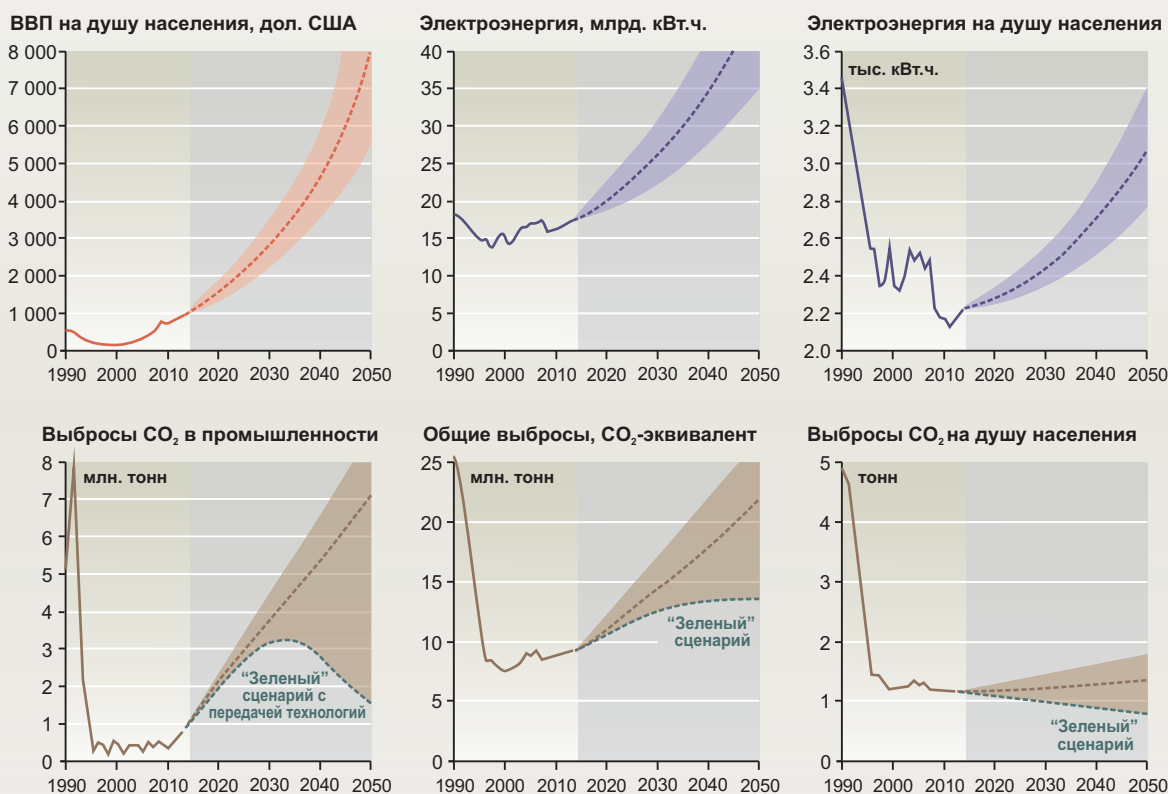 ВВП на душу населения, дол. США
8 000
7 000
6 000
5 000
4 000
3 000
2 000
1 000
0
1990 2000 2010 2020 2030 2040 2050
Электроэнергия, млрд. кВт.ч.
40
35
30
25
20
15
10
5
0
1990 2000 2010 2020 2030 2040 2050
Электроэнергия на душу населения
тыс. кВт.ч.
3.6
3.4
3.2
3.0
2.8
2.6
2.4
2.2
2.0
1990 2000 2010 2020 2030 2040 2050
Выбросы CO₂ в промышленности
млн. тонн
8
7
6
5
4
3
2
1
0
“Зеленый”
сценарий с
передачей технологий
1990 2000 2010 2020 2030 2040 2050
Общие выбросы, CO₂-эквивалент
млн. тонн
25
20
15
10
5
0
“Зеленый”
сценарий
1990 2000 2010 2020 2030 2040 2050
Выбросы CO₂ на душу населения
тонн
5
4
3
2
1
0
“Зеленый”
сценарий
1990 2000 2010 2020 2030 2040 2050